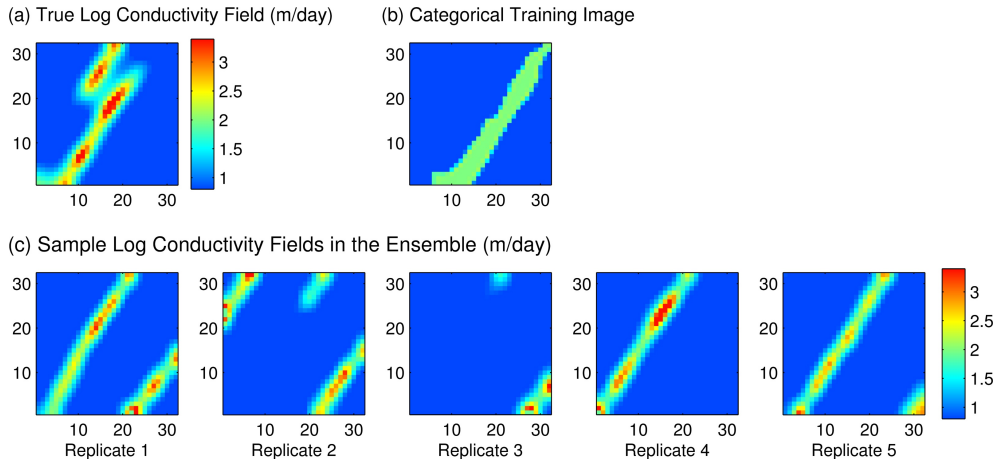 (a) True Log Conductivity Field (m/day)
(b) Categorical Training Image
30
20
10
10 20 30
3
2.5
2
1.5
1
30
20
10
10 20 30
(c) Sample Log Conductivity Fields in the Ensemble (m/day)
30
20
10
10 20 30
Replicate 1
30
20
10
10 20 30
Replicate 2
30
20
10
10 20 30
Replicate 3
30
20
10
10 20 30
Replicate 4
30
20
10
10 20 30
Replicate 5
3
2.5
2
1.5
1